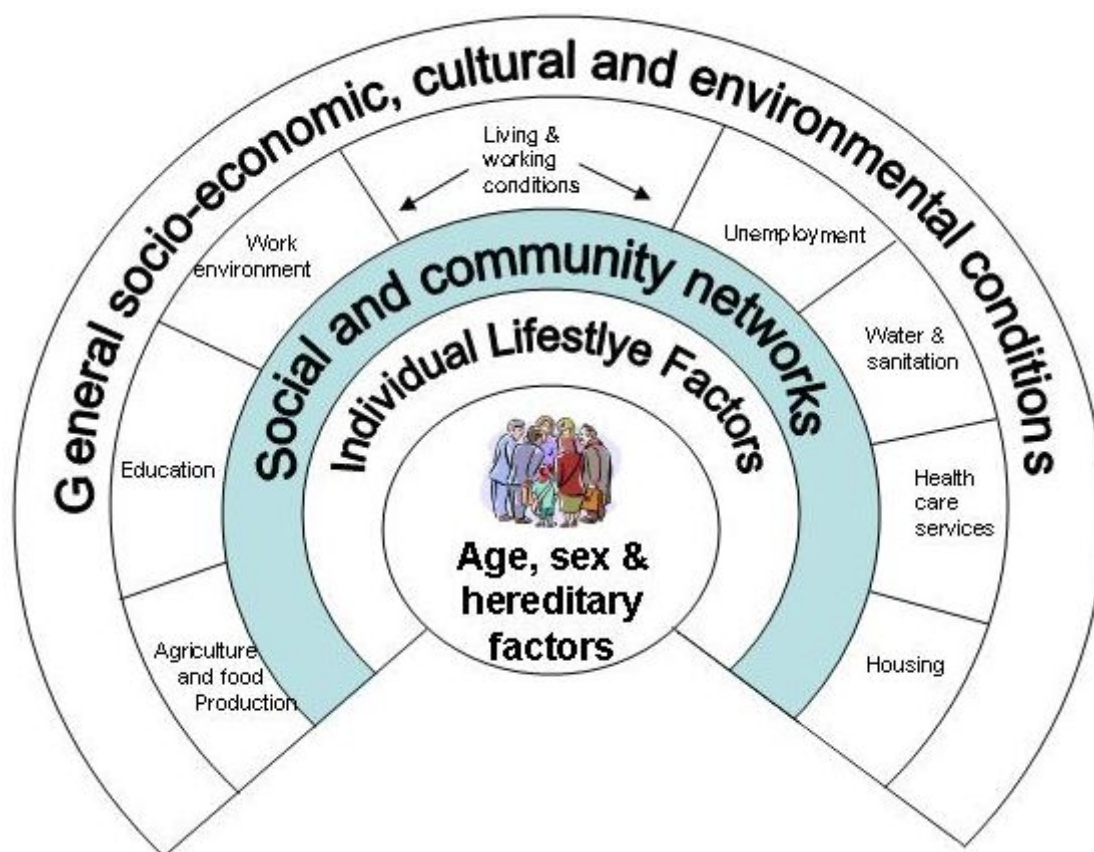 General socio-economic, cultural and environmental conditions
Living &
working
conditions
Work
environment
Unemployment
Social and community networks
Water &
sanitation
Individual Lifestlye Factors
Education
Health
care
services
Age, sex &
hereditary
factors
Agriculture
and food
Production
Housing